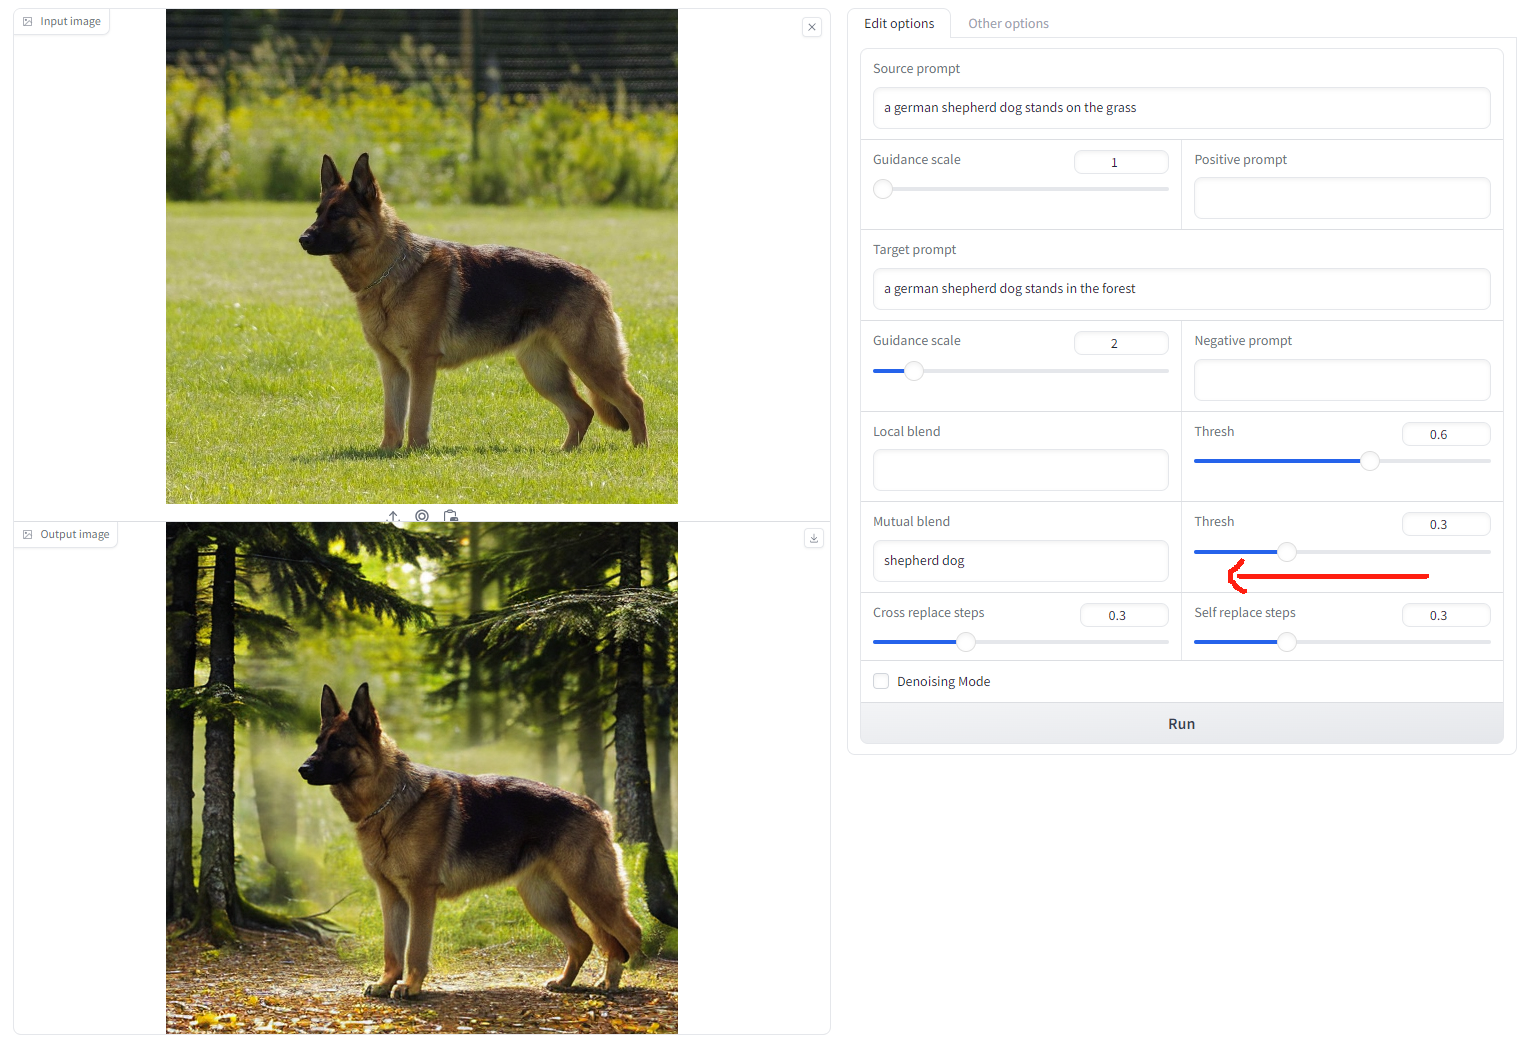 Input image
Output image
Edit options
Other options
Source prompt
a german shepherd dog stands on the grass
Guidance scale
1
Positive prompt
Target prompt
a german shepherd dog stands in the forest
Guidance scale
2
Negative prompt
Local blend
Thresh
0.6
Mutual blend
shepherd dog
Thresh
0.3
Cross replace steps
0.3
Self replace steps
0.3
Denoising Mode
Run